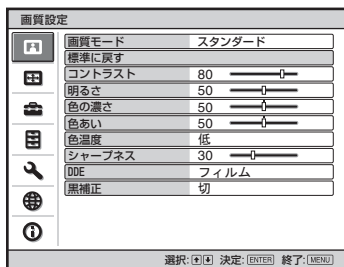 画質設定
画質モード スタンダード
標準に戻す
コントラスト 80
明るさ 50
色の濃さ 50
色あい 50
色温度 低
シャープネス 30
DDE フィルム
黒補正 切
選択: 決定: ENTER 終了: MENU